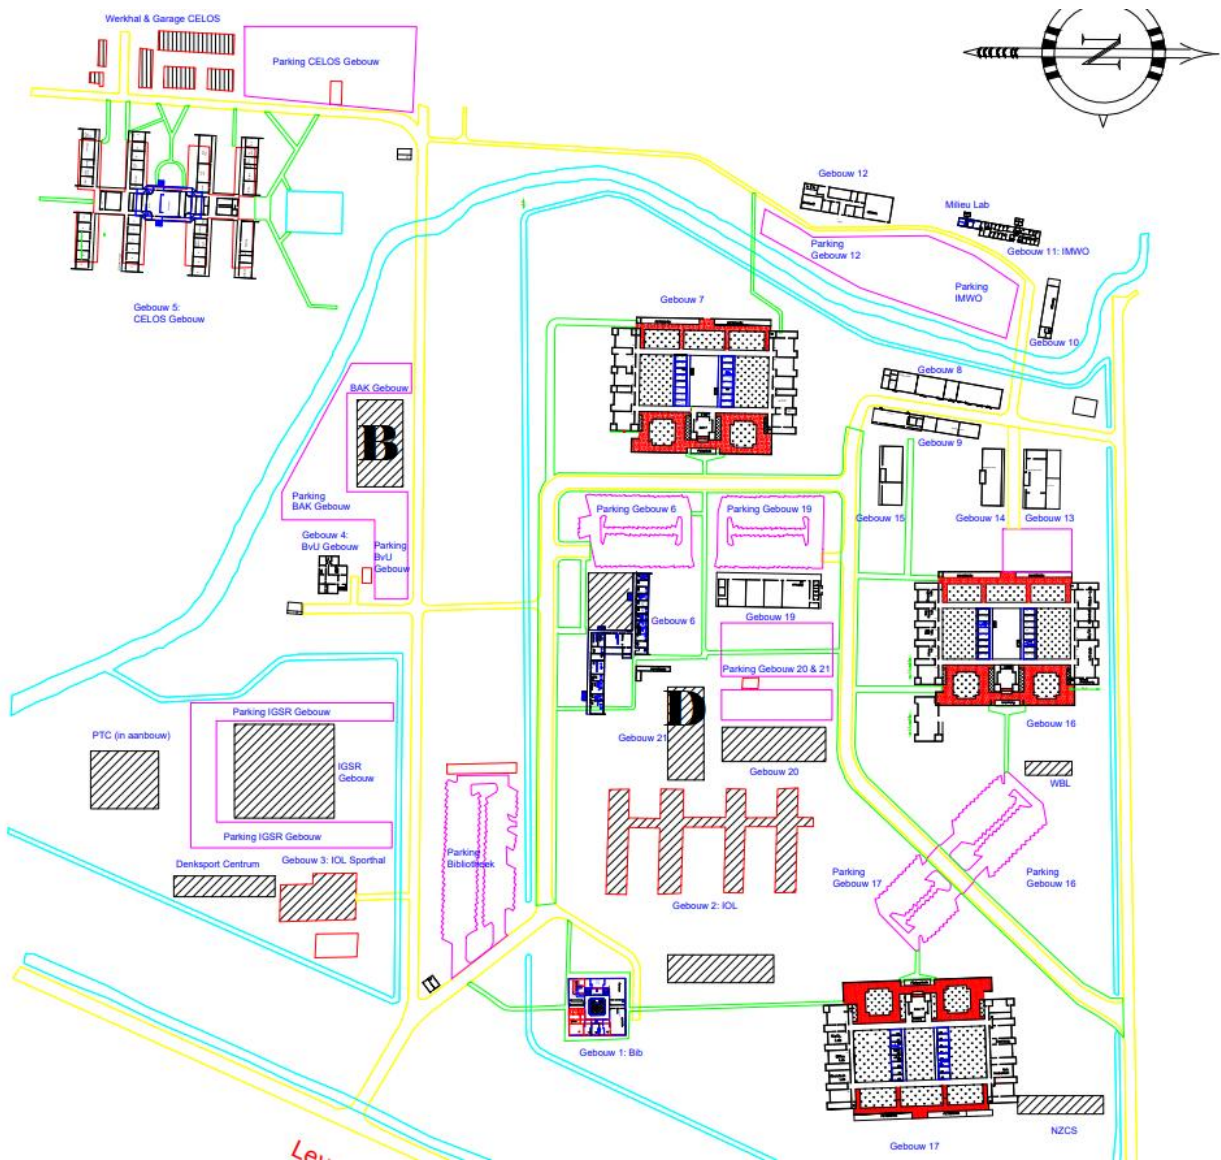 Werkhal & Garage CELOS
Parking CELOS Gebouw
N
Gebouw 12
Milieu Lab
Gebouw 11: IMWO
Parking
Gebouw 12
Parking
IMWO
Gebouw 10
Gebouw 5:
CELOS Gebouw
Gebouw 7
Gebouw 8
Gebouw 9
BAK Gebouw
B
Parking
BAK Gebouw
Gebouw 4:
BvU Gebouw
Parking
BvU
Gebouw
Parking Gebouw 6
Parking Gebouw 19
Gebouw 15
Gebouw 14
Gebouw 13
Gebouw 6
Gebouw 19
Parking Gebouw 20 & 21
D
Gebouw 21
Gebouw 20
Gebouw 16
WBL
Parking IGSR Gebouw
PTC (in aanbouw)
IGSR
Gebouw
Parking IGSR Gebouw
Denksport Centrum
Gebouw 3: IOL Sporthal
Parking
Bibliotheek
Gebouw 2: IOL
Parking
Gebouw 17
Parking
Gebouw 16
Gebouw 1: Bib
Gebouw 17
NZCS